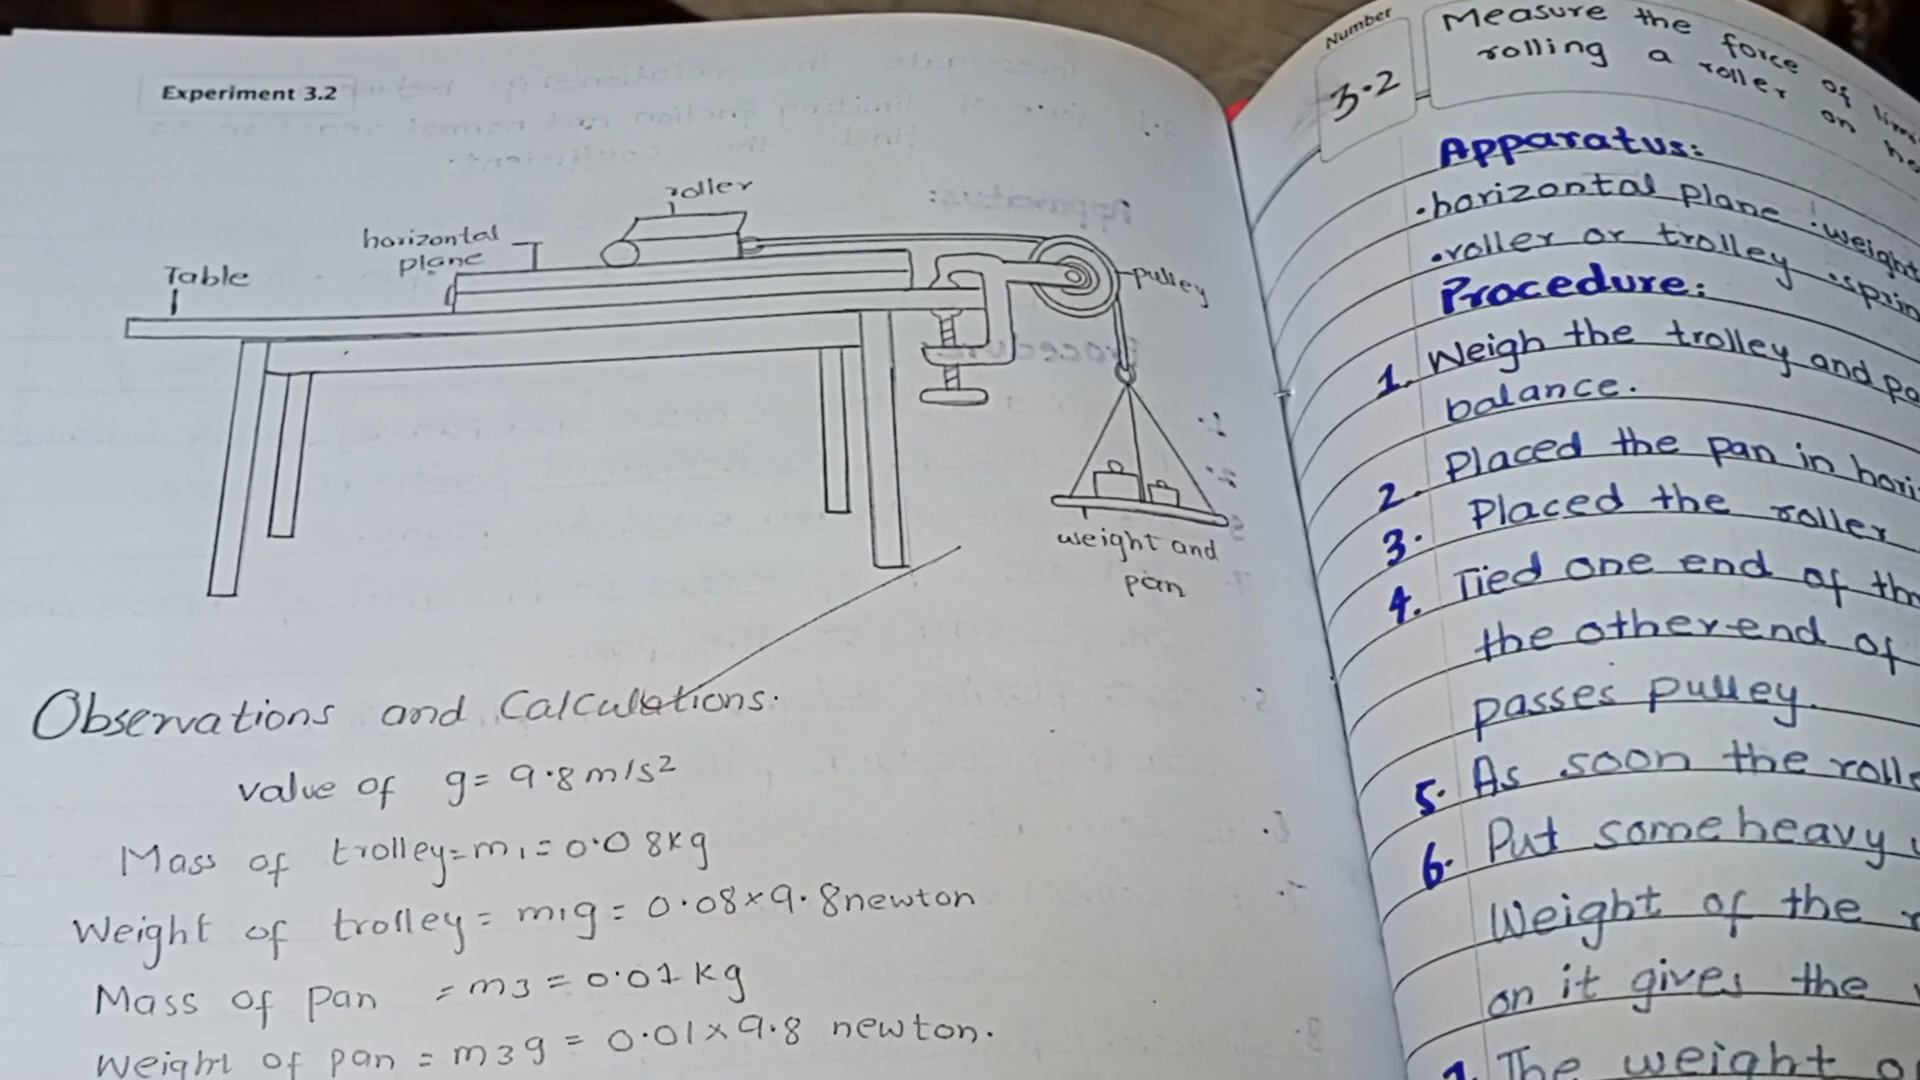 Experiment 3.2
roller
horizontal
plane
Table
pulley
weight and
pan
Observations and Calculations.
value of g= 9.8m/s²
Mass of trolley=m₁=0.08kg
Weight of trolley = m1g = 0.08×9.8newton
Mass of pan = m3 = 0.01 kg
Weight of pan = m3g = 0.01×9.8 newton.
Number
3.2
Measure the force of
rolling a roller on
Apparatus:
.horizontal plane .weight
.roller or trolley
Procedure:
1. Weigh the trolley and
balance.
2. Placed the pan in
3. Placed the roller
4. Tied one end of
the other end of
passes pulley.
5. As soon the
6. Put some heavy
Weight of the
on it gives the
The weight